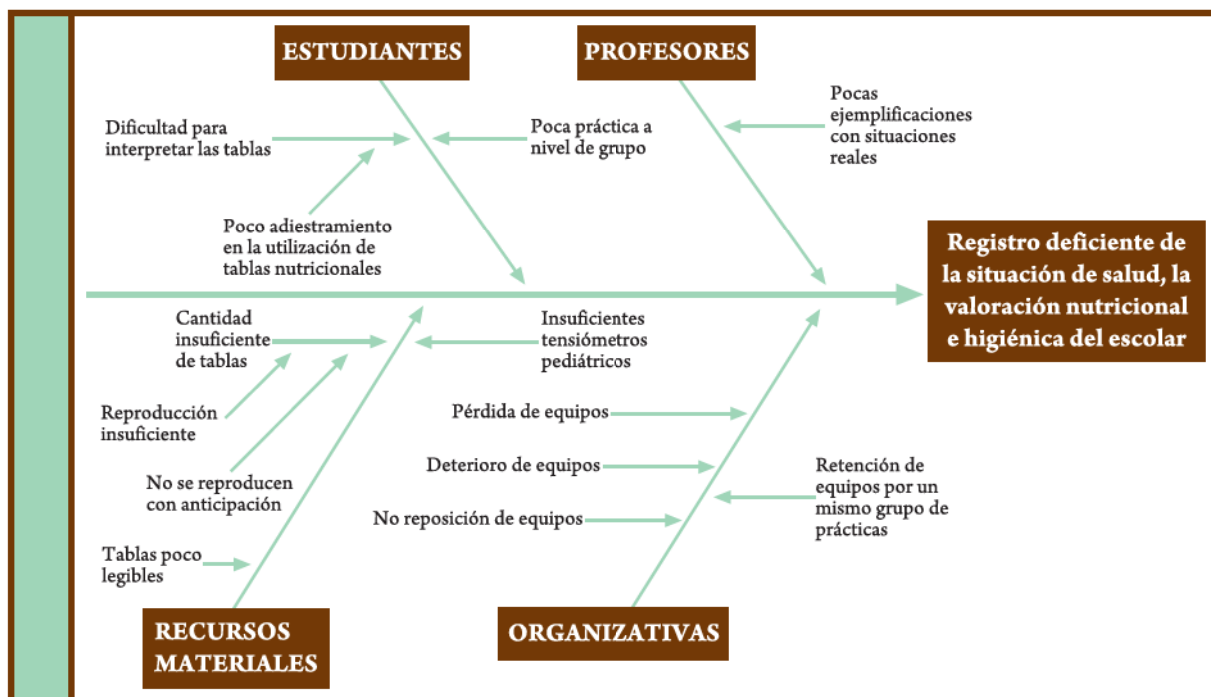 ESTUDIANTES
PROFESORES
Dificultad para
interpretar las tablas
Poca práctica a
nivel de grupo
Pocas
ejemplificaciones
con situaciones
reales
Poco adiestramiento
en la utilización de
tablas nutricionales
Registro deficiente de
la situación de salud, la
valoración nutricional
e higiénica del escolar
Cantidad
insuficiente
de tablas
Insuficientes
tensiómetros
pediátricos
Reproducción
insuficiente
No se reproducen
con anticipación
Tablas poco
legibles
Pérdida de equipos
Deterioro de equipos
No reposición de equipos
Retención de
equipos por un
mismo grupo de
prácticas
RECURSOS
MATERIALES
ORGANIZATIVAS